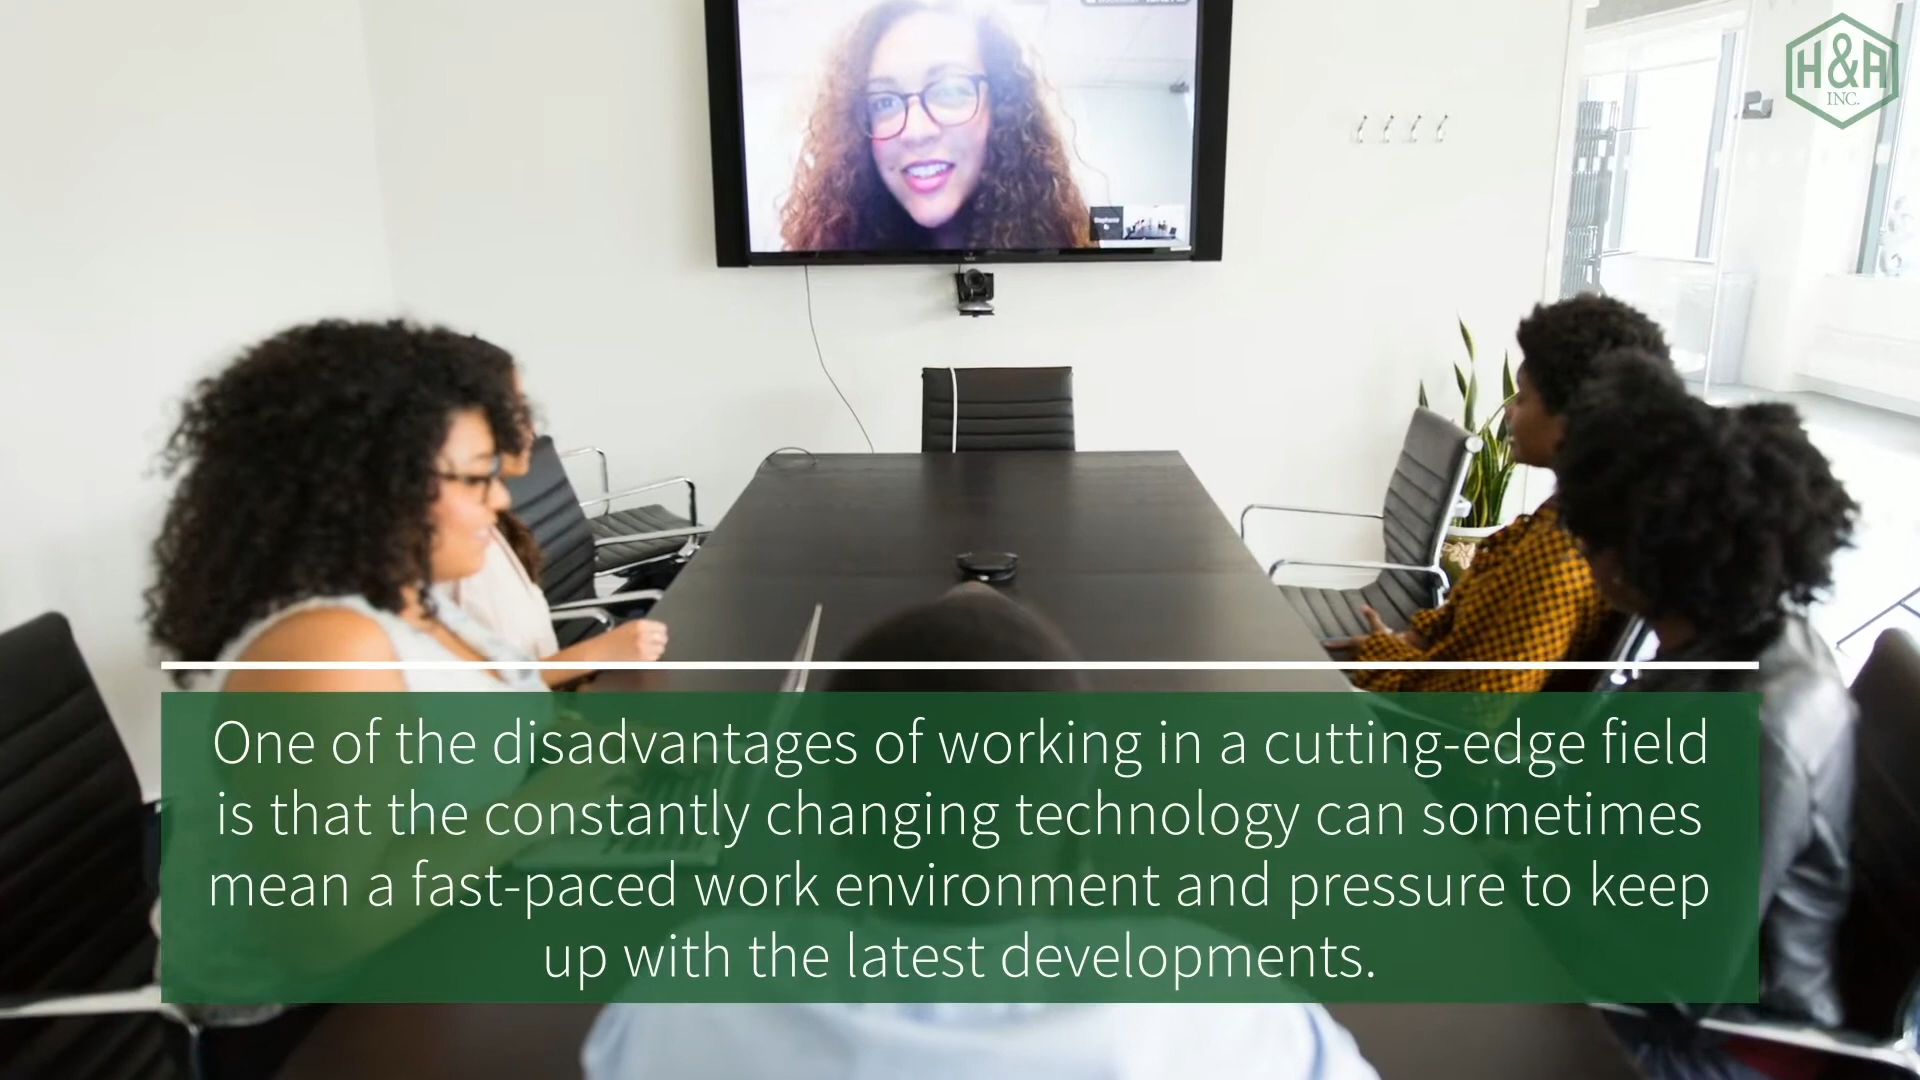 H&A
INC.
Stephanie
One of the disadvantages of working in a cutting-edge field
is that the constantly changing technology can sometimes
mean a fast-paced work environment and pressure to keep
up with the latest developments.